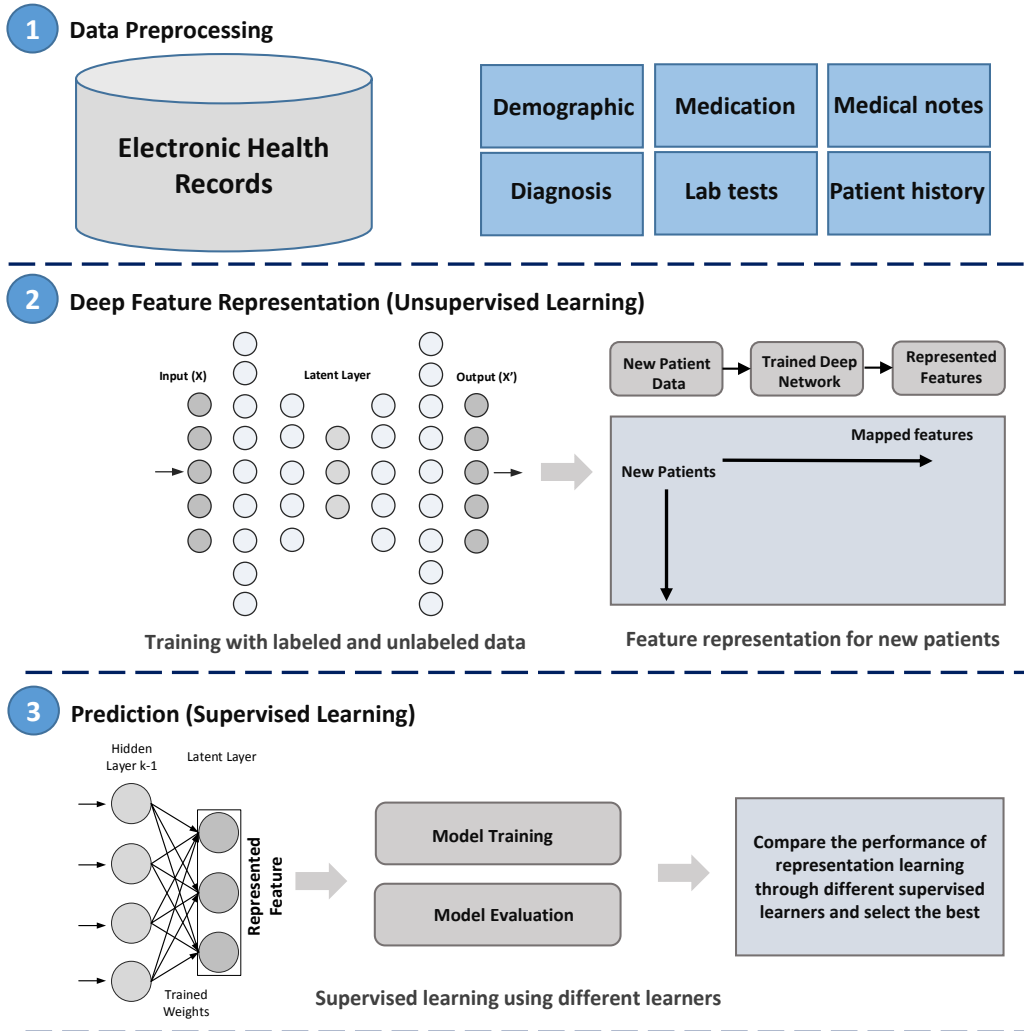 1
Data Preprocessing
Electronic Health
Records
Demographic
Medication
Medical notes
Diagnosis
Lab tests
Patient history
2
Deep Feature Representation (Unsupervised Learning)
Input (X)
Latent Layer
Output (X')
New Patient
Data
Trained Deep
Network
Represented
Features
Mapped features
New Patients
Training with labeled and unlabeled data
Feature representation for new patients
3
Prediction (Supervised Learning)
Hidden
Layer k-1
Latent Layer
Represented
Feature
Trained
Weights
Model Training
Model Evaluation
Compare the performance of
representation learning
through different supervised
learners and select the best
Supervised learning using different learners